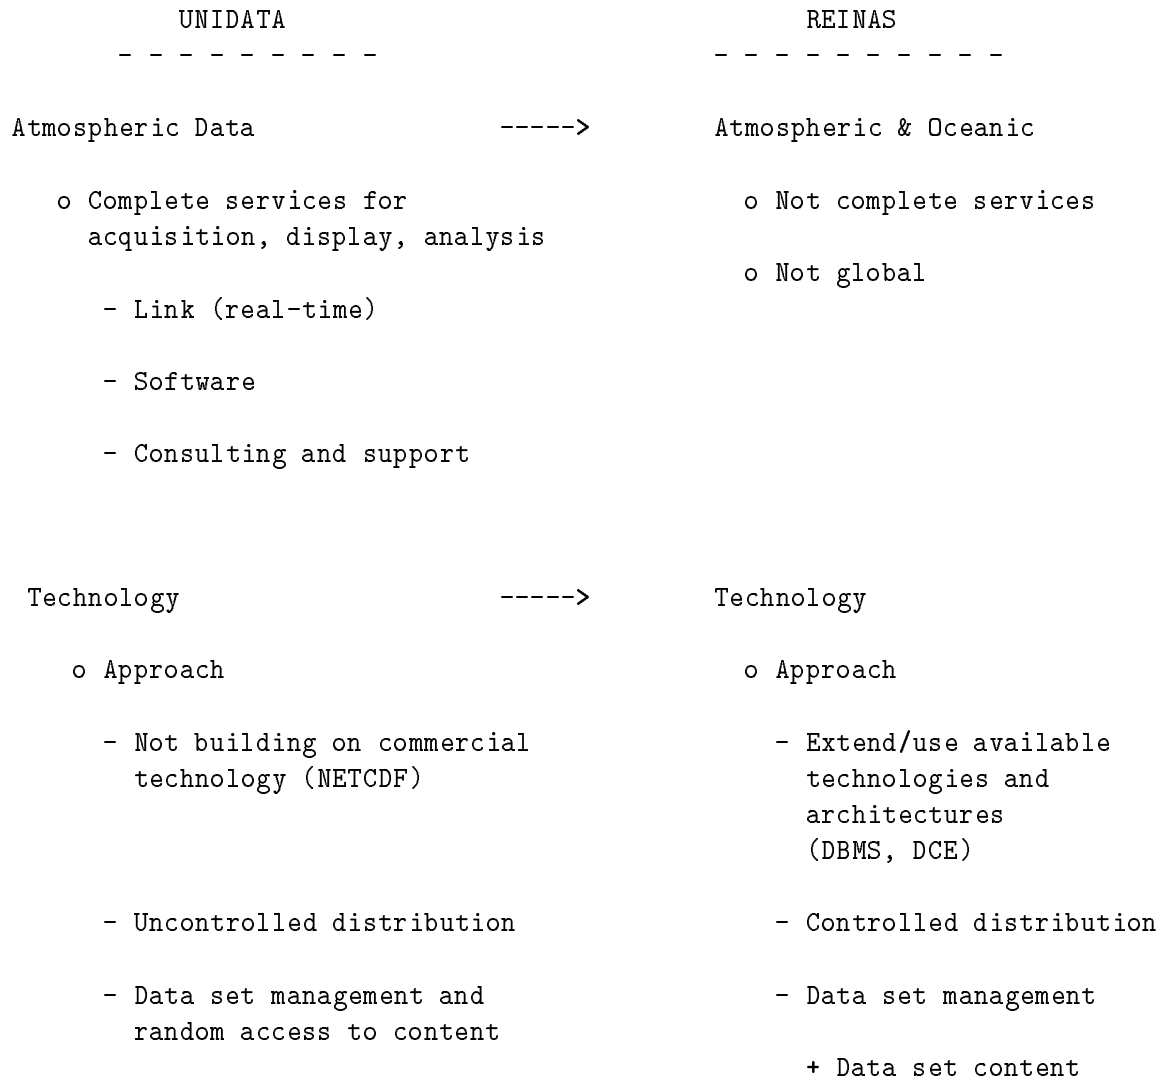 UNIDATA                                   REINAS
- - - - - - - - -                      - - - - - - - - - -
Atmospheric Data                ----->        Atmospheric & Oceanic
o Complete services for                      o Not complete services
acquisition, display, analysis
o Not global
- Link (real-time)
- Software
- Consulting and support
Technology                     ----->        Technology
o Approach                                  o Approach
- Not building on commercial                - Extend/use available
technology (NETCDF)                         technologies and
architectures
(DBMS, DCE)
- Uncontrolled distribution                 - Controlled distribution
- Data set management and                   - Data set management
random access to content
+ Data set content